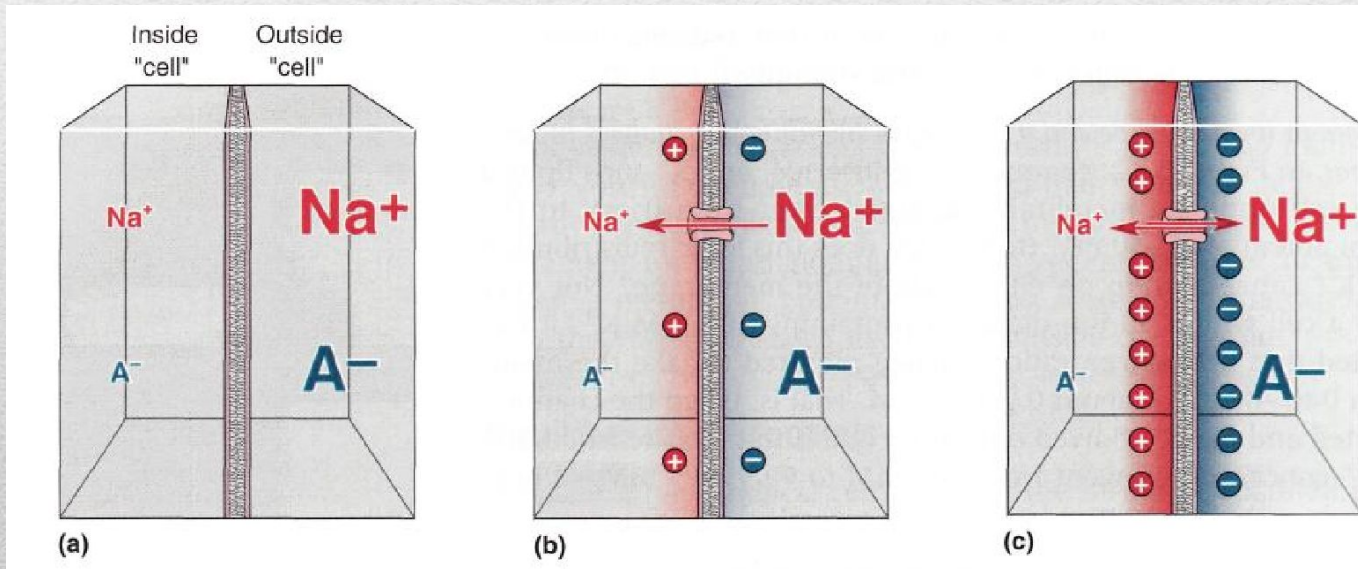 Inside
"cell"
Outside
"cell"
Na⁺
Na⁺
A⁻
A⁻
(a)
+
−
Na⁺
Na⁺
+
−
A⁻
A⁻
+
−
(b)
+
−
+
−
Na⁺
Na⁺
+
−
+
−
+
−
A⁻
A⁻
+
−
+
−
+
−
(c)